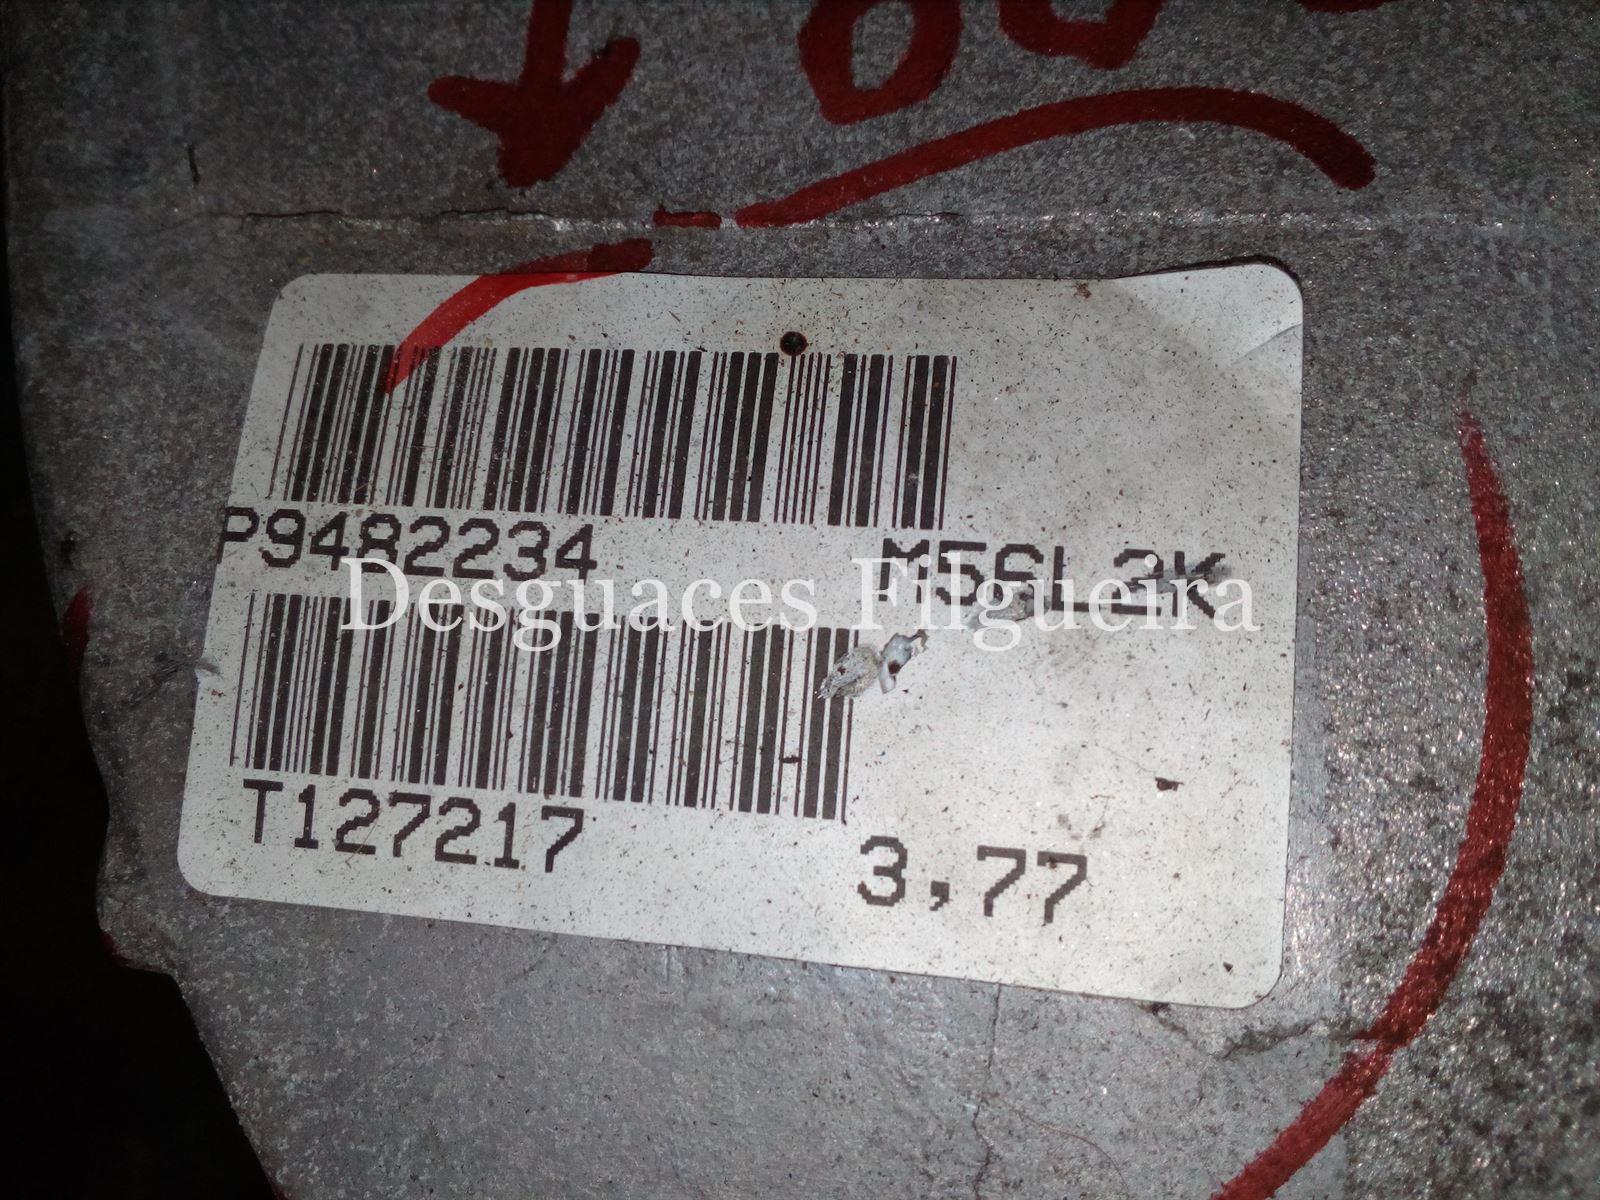 P9482234 M56L2K
Desguaces Filgueira
T127217 3,77